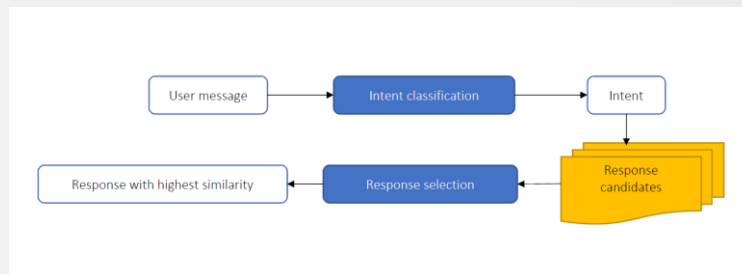 User message
Intent classification
Intent
Response
candidates
Response selection
Response with highest similarity